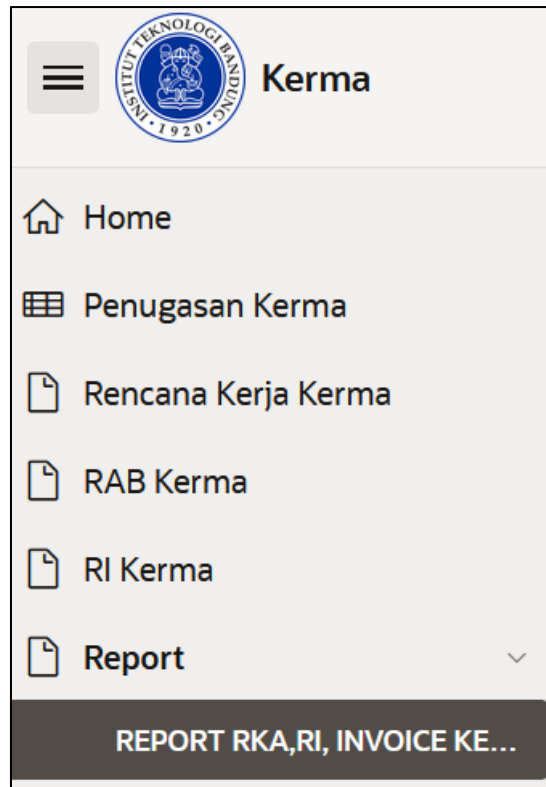 INSTITUT TEKNOLOGI BANDUNG
· 1920 ·
Kerma
Home
Penugasan Kerma
Rencana Kerja Kerma
RAB Kerma
RI Kerma
Report
REPORT RKA,RI, INVOICE KE...